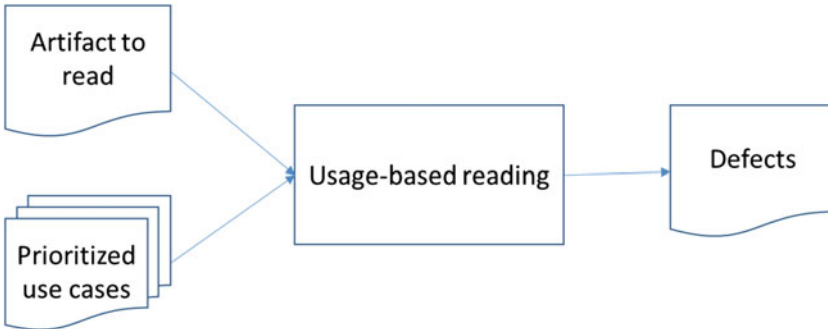 Artifact to
read
Prioritized
use cases
Usage-based reading
Defects